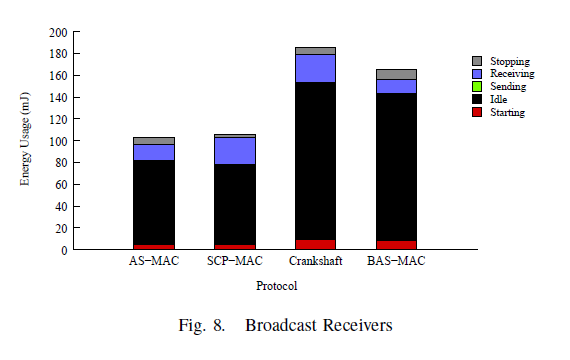 200
180
160
140
120
100
80
60
40
20
0
Energy Usage (mJ)
Stopping
Receiving
Sending
Idle
Starting
AS−MAC SCP−MAC Crankshaft BAS−MAC
Protocol
Fig. 8. Broadcast Receivers